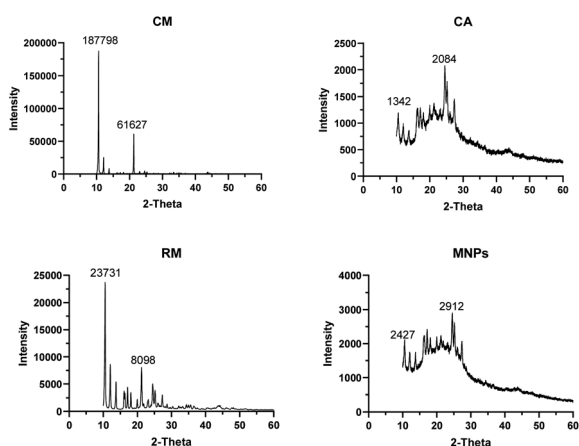 CM
187798
61627
200000
150000
100000
50000
0
0 10 20 30 40 50 60
Intensity
2-Theta
CA
1342
2084
2500
2000
1500
1000
500
0
0 10 20 30 40 50 60
Intensity
2-Theta
RM
23731
8098
25000
20000
15000
10000
5000
0
0 10 20 30 40 50 60
Intensity
2-Theta
MNPs
2427
2912
4000
3000
2000
1000
0
0 10 20 30 40 50 60
Intensity
2-Theta